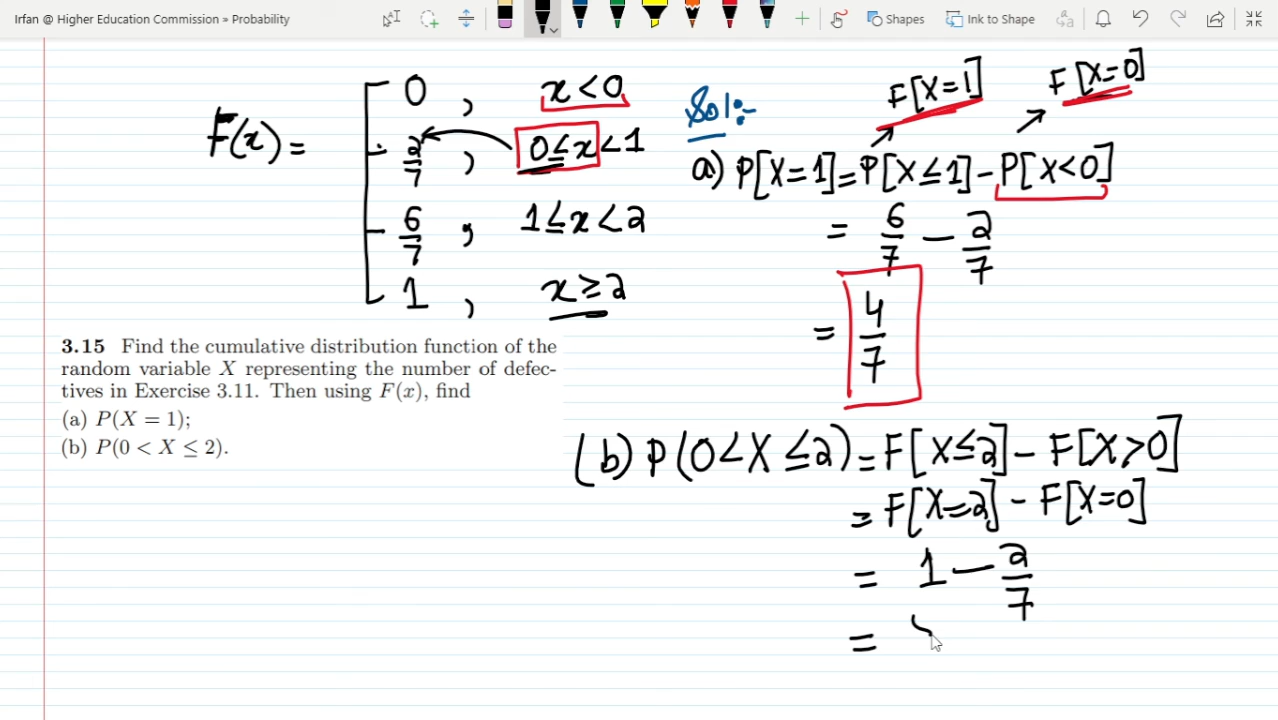 Irfan @ Higher Education Commission » Probability
Shapes
Ink to Shape
F(x) =
0 , x < 0
2/7 , 0 ≤ x < 1
6/7 , 1 ≤ x < 2
1 , x ≥ 2
3.15 Find the cumulative distribution function of the
random variable X representing the number of defec-
tives in Exercise 3.11. Then using F(x), find
(a) P(X = 1);
(b) P(0 < X ≤ 2).
Sol:-
F[X=1] F[X=0]
a) P[X=1] = P[X≤1] - P[X<0]
= 6/7 - 2/7
= 4/7
(b) P(0<X≤2) = F[X≤2] - F[X>0]
= F[X=2] - F[X=0]
= 1 - 2/7
=